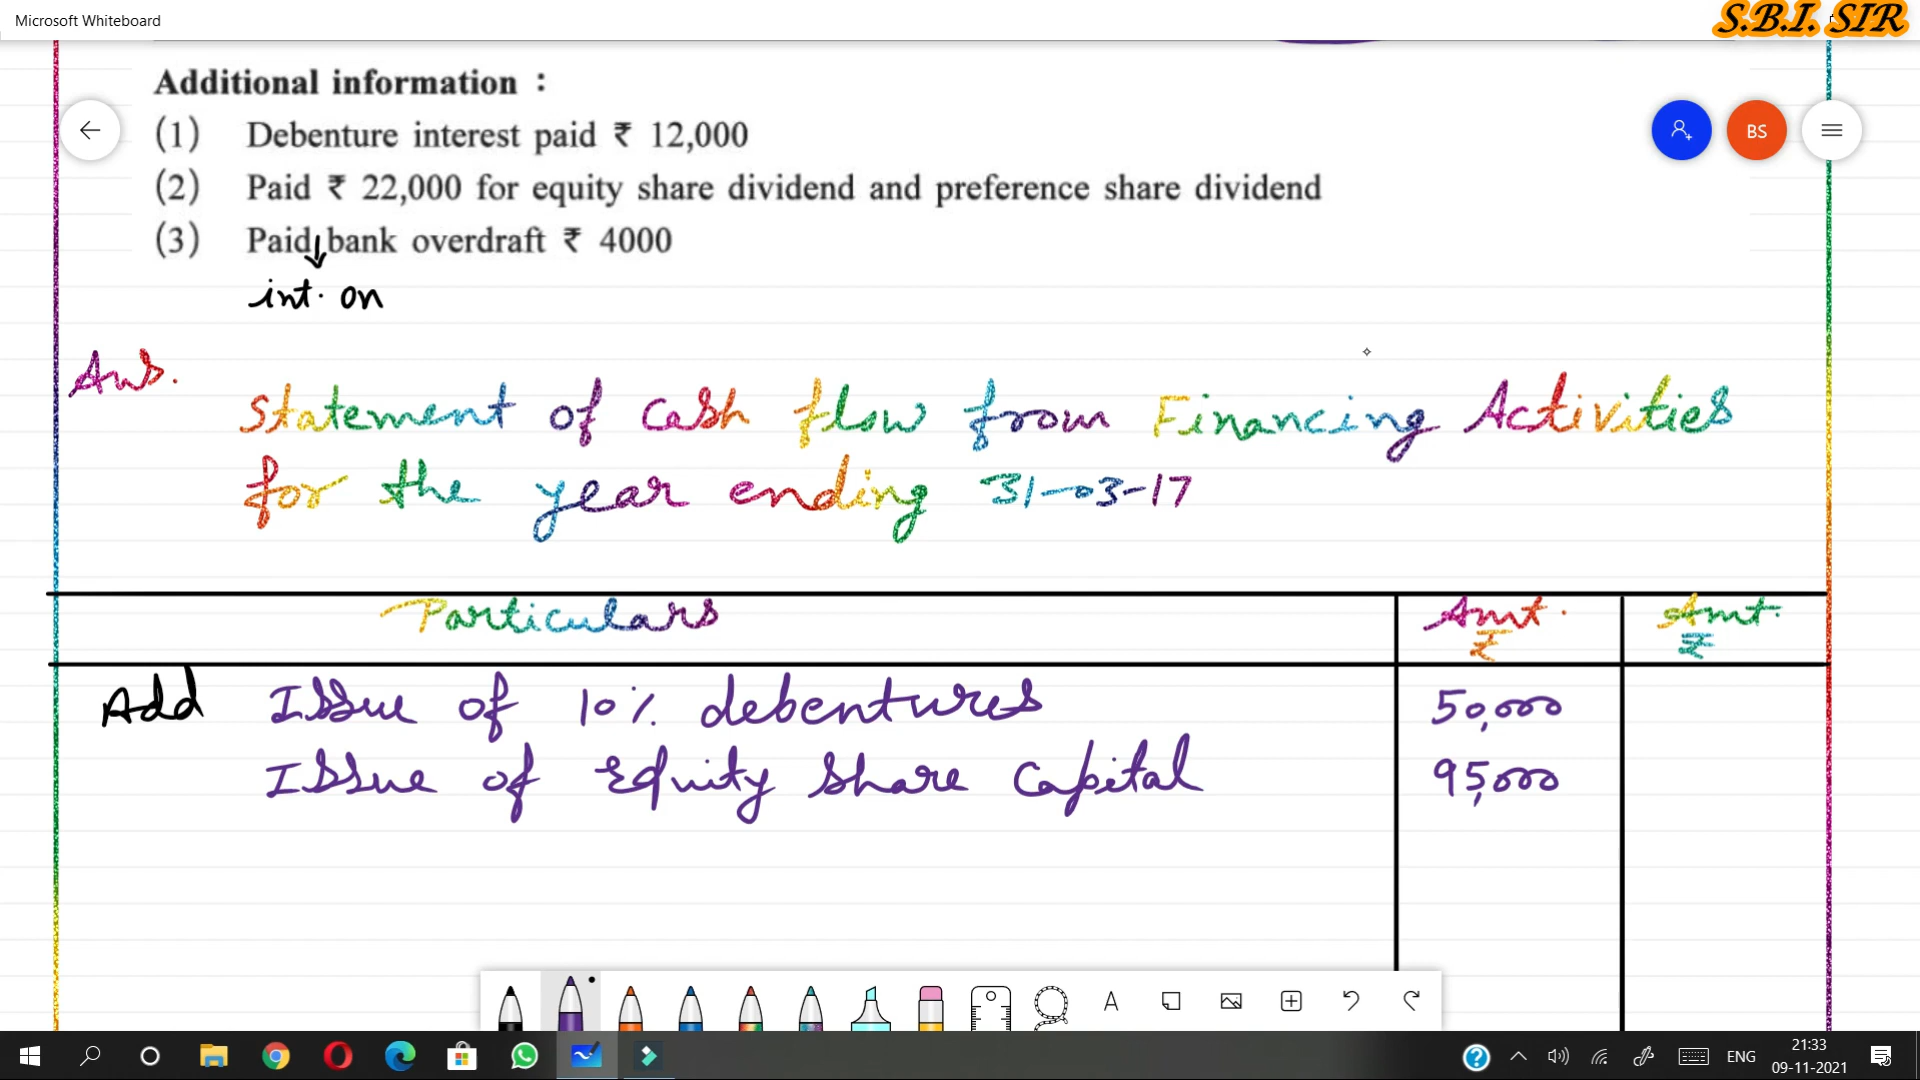 Microsoft Whiteboard
S.B.I. SIR
Additional information :
(1) Debenture interest paid ₹ 12,000
BS
(2) Paid ₹ 22,000 for equity share dividend and preference share dividend
(3) Paid bank overdraft ₹ 4000
int. on
Ans.
Statement of Cash flow from Financing Activities
for the year ending 31-03-17
Particulars Amt. ₹ Amt. ₹
Add Issue of 10% debentures 50,000
Issue of Equity Share Capital 95,000
A
ENG
21:33
09-11-2021